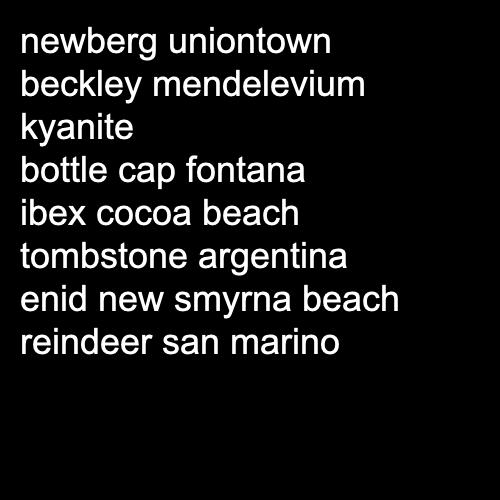 newberg uniontown
beckley mendelevium
kyanite
bottle cap fontana
ibex cocoa beach
tombstone argentina
enid new smyrna beach
reindeer san marino